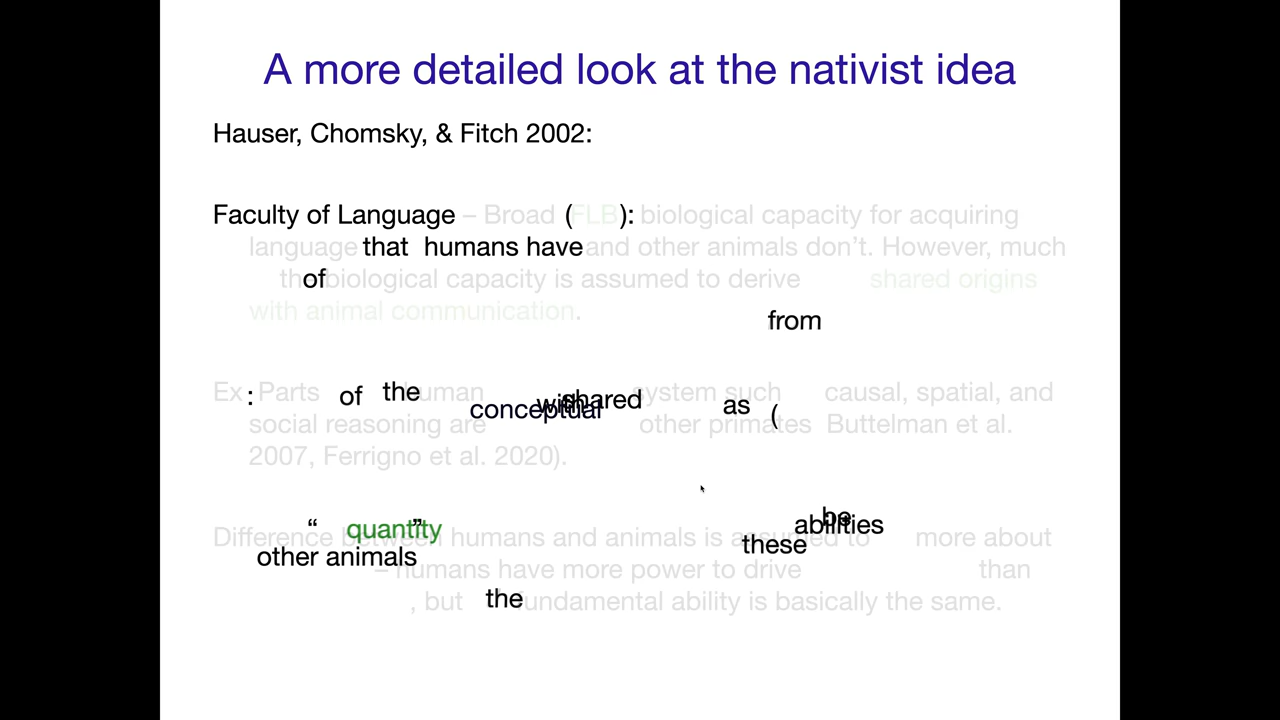 A more detailed look at the nativist idea
Hauser, Chomsky, & Fitch 2002:
Faculty of Language – Broad (FLB): biological capacity for acquiring
language that humans have and other animals don't. However, much
of biological capacity is assumed to derive shared origins
with animal communication.
from
Ex: Parts of the human conceptual with shared system such as ( causal, spatial, and
social reasoning are other primates Buttelman et al.
2007, Ferrigno et al. 2020).
“ quantity” abilities be
Difference between humans and animals is assumed to these more about
other animals – humans have more power to drive than
, but the fundamental ability is basically the same.